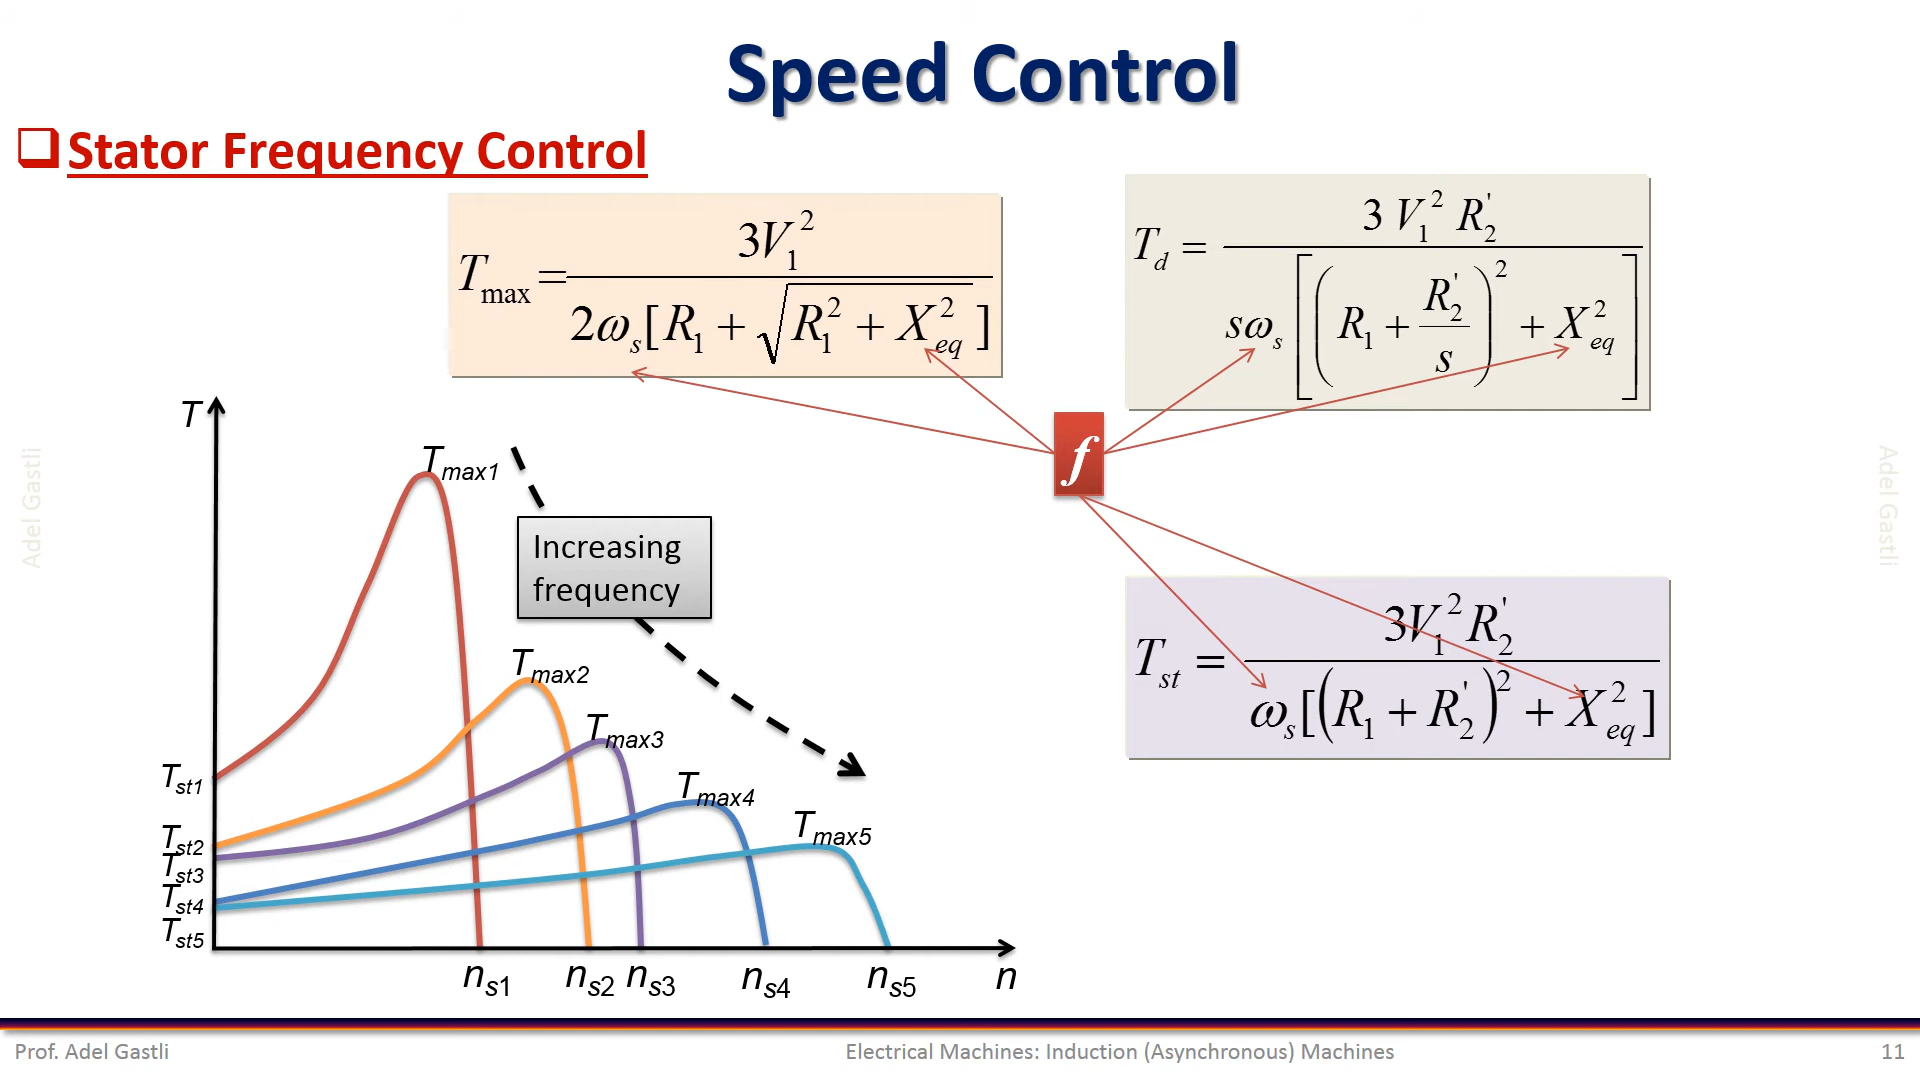 Speed Control
❑Stator Frequency Control
T_max = 3V_1^2 / 2ω_s[R_1 + √(R_1^2 + X_eq^2)]
T_d = 3 V_1^2 R_2' / sω_s[(R_1 + R_2'/s)^2 + X_eq^2]
f
T_st = 3V_1^2 R_2' / ω_s[(R_1 + R_2')^2 + X_eq^2]
T
T_max1
Increasing
frequency
T_max2
T_max3
T_max4
T_max5
T_st1
T_st2
T_st3
T_st4
T_st5
n_s1 n_s2 n_s3 n_s4 n_s5 n
Adel Gastli
Adel Gastli
Prof. Adel Gastli
Electrical Machines: Induction (Asynchronous) Machines
11